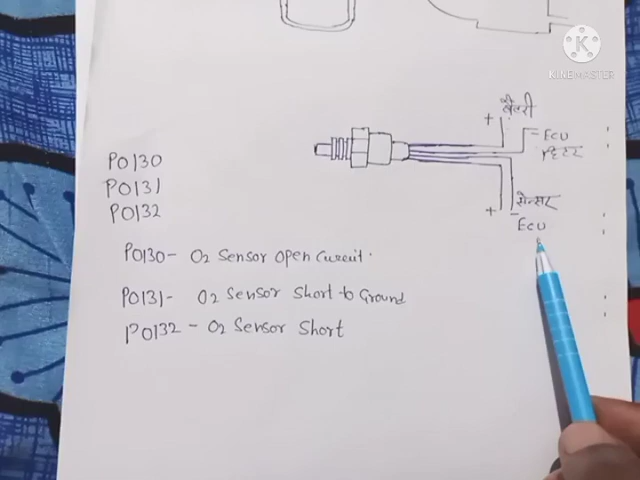 KINEMASTER
बैटरी
+ - ECU
हिटर
P0130
P0131
P0132
सेन्सर
+ -
ECU
P0130- O2 Sensor Open Curcuit.
P0131- O2 Sensor Short to Ground
P0132 - O2 Sensor Short